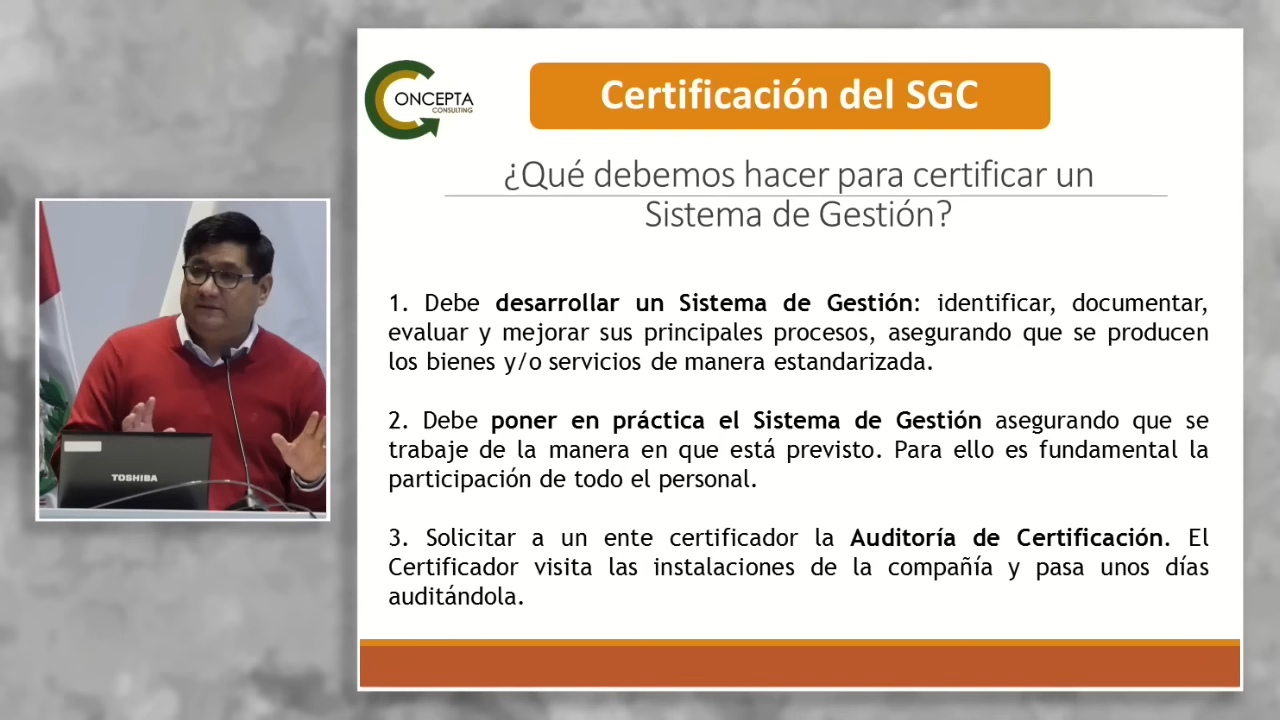 ONCEPTA
CONSULTING
Certificación del SGC
¿Qué debemos hacer para certificar un
Sistema de Gestión?
1. Debe desarrollar un Sistema de Gestión: identificar, documentar,
evaluar y mejorar sus principales procesos, asegurando que se producen
los bienes y/o servicios de manera estandarizada.
2. Debe poner en práctica el Sistema de Gestión asegurando que se
trabaje de la manera en que está previsto. Para ello es fundamental la
participación de todo el personal.
3. Solicitar a un ente certificador la Auditoría de Certificación. El
Certificador visita las instalaciones de la compañía y pasa unos días
auditándola.
TOSHIBA